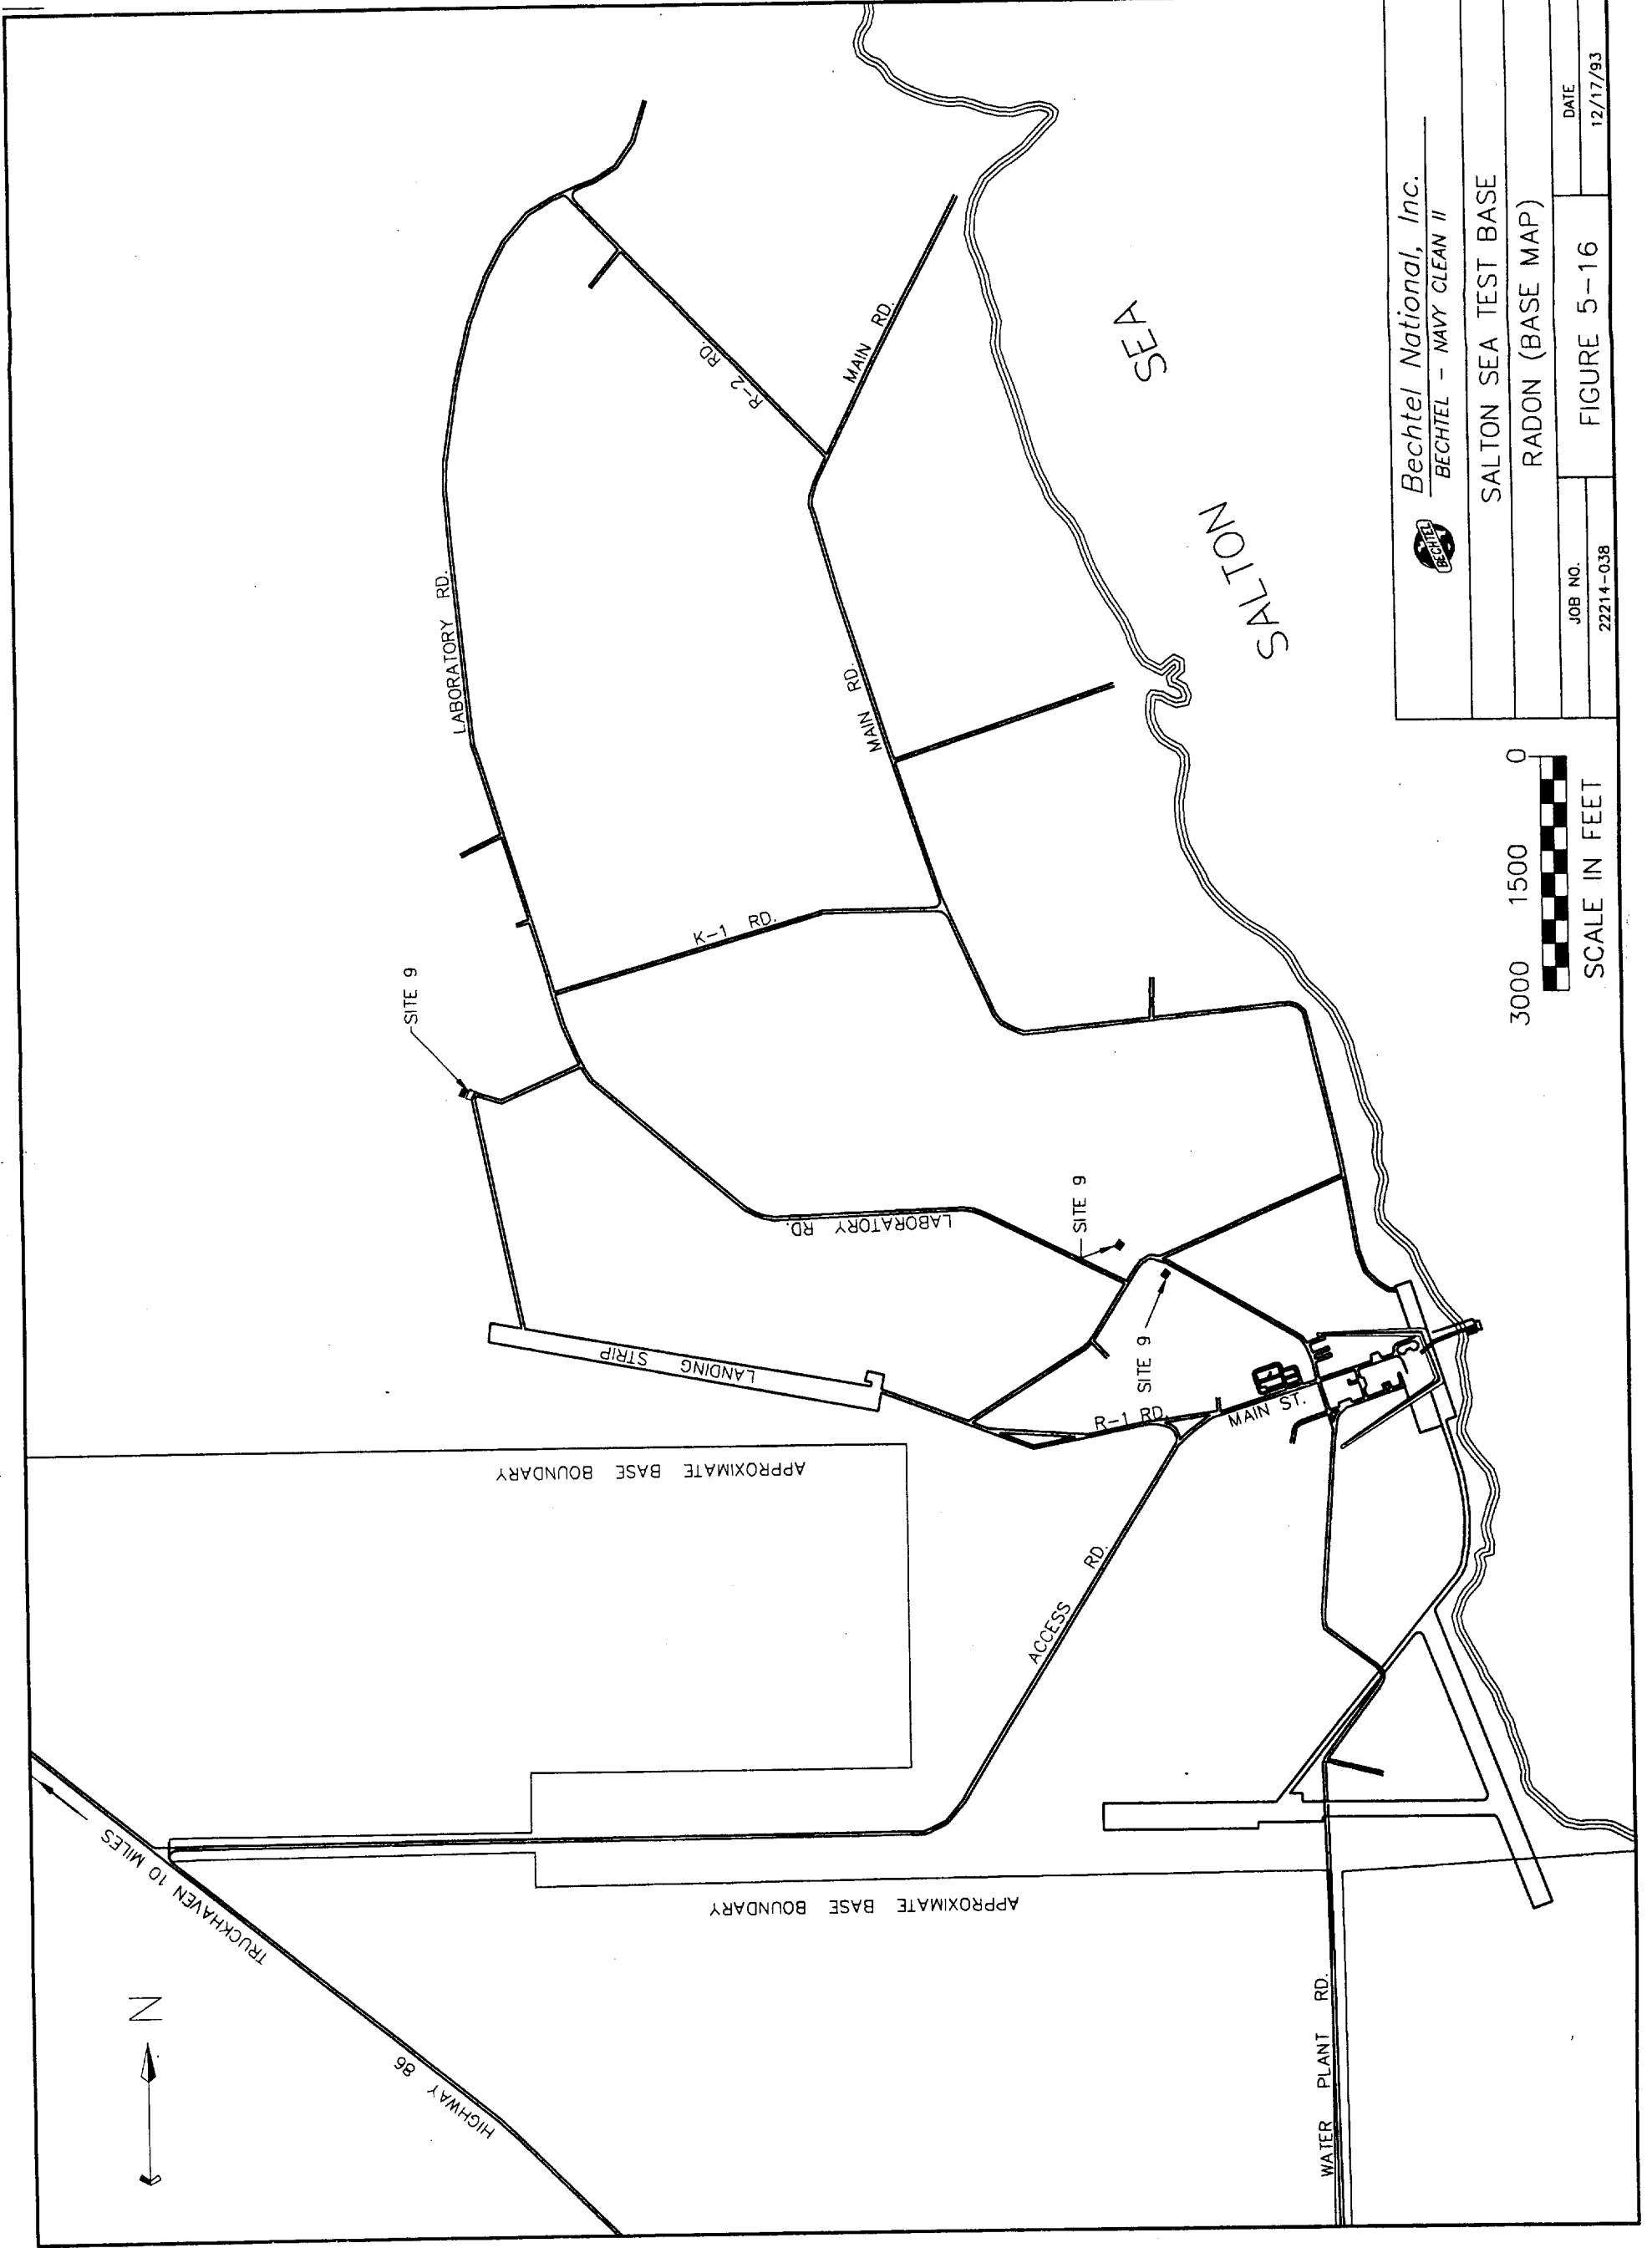 N
TRUCKHAVEN 10 MILES
HIGHWAY 86
APPROXIMATE BASE BOUNDARY
APPROXIMATE BASE BOUNDARY
WATER PLANT RD.
ACCESS RD.
LANDING STRIP
R-1 RD.
MAIN ST.
SITE 9
SITE 9
SITE 9
LABORATORY RD.
K-1 RD.
LABORATORY RD.
MAIN RD.
R-2 RD.
MAIN RD.
SALTON SEA
3000 1500 0
SCALE IN FEET
BECHTEL
Bechtel National, Inc.
BECHTEL - NAVY CLEAN II
SALTON SEA TEST BASE
RADON (BASE MAP)
JOB NO.
22214-038
FIGURE 5-16
DATE
12/17/93